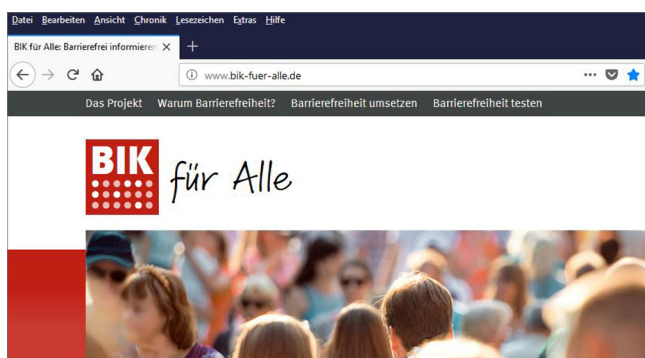 Datei Bearbeiten Ansicht Chronik Lesezeichen Extras Hilfe
BIK für Alle: Barrierefrei informieren
www.bik-fuer-alle.de
Das Projekt Warum Barrierefreiheit? Barrierefreiheit umsetzen Barrierefreiheit testen
BIK für Alle